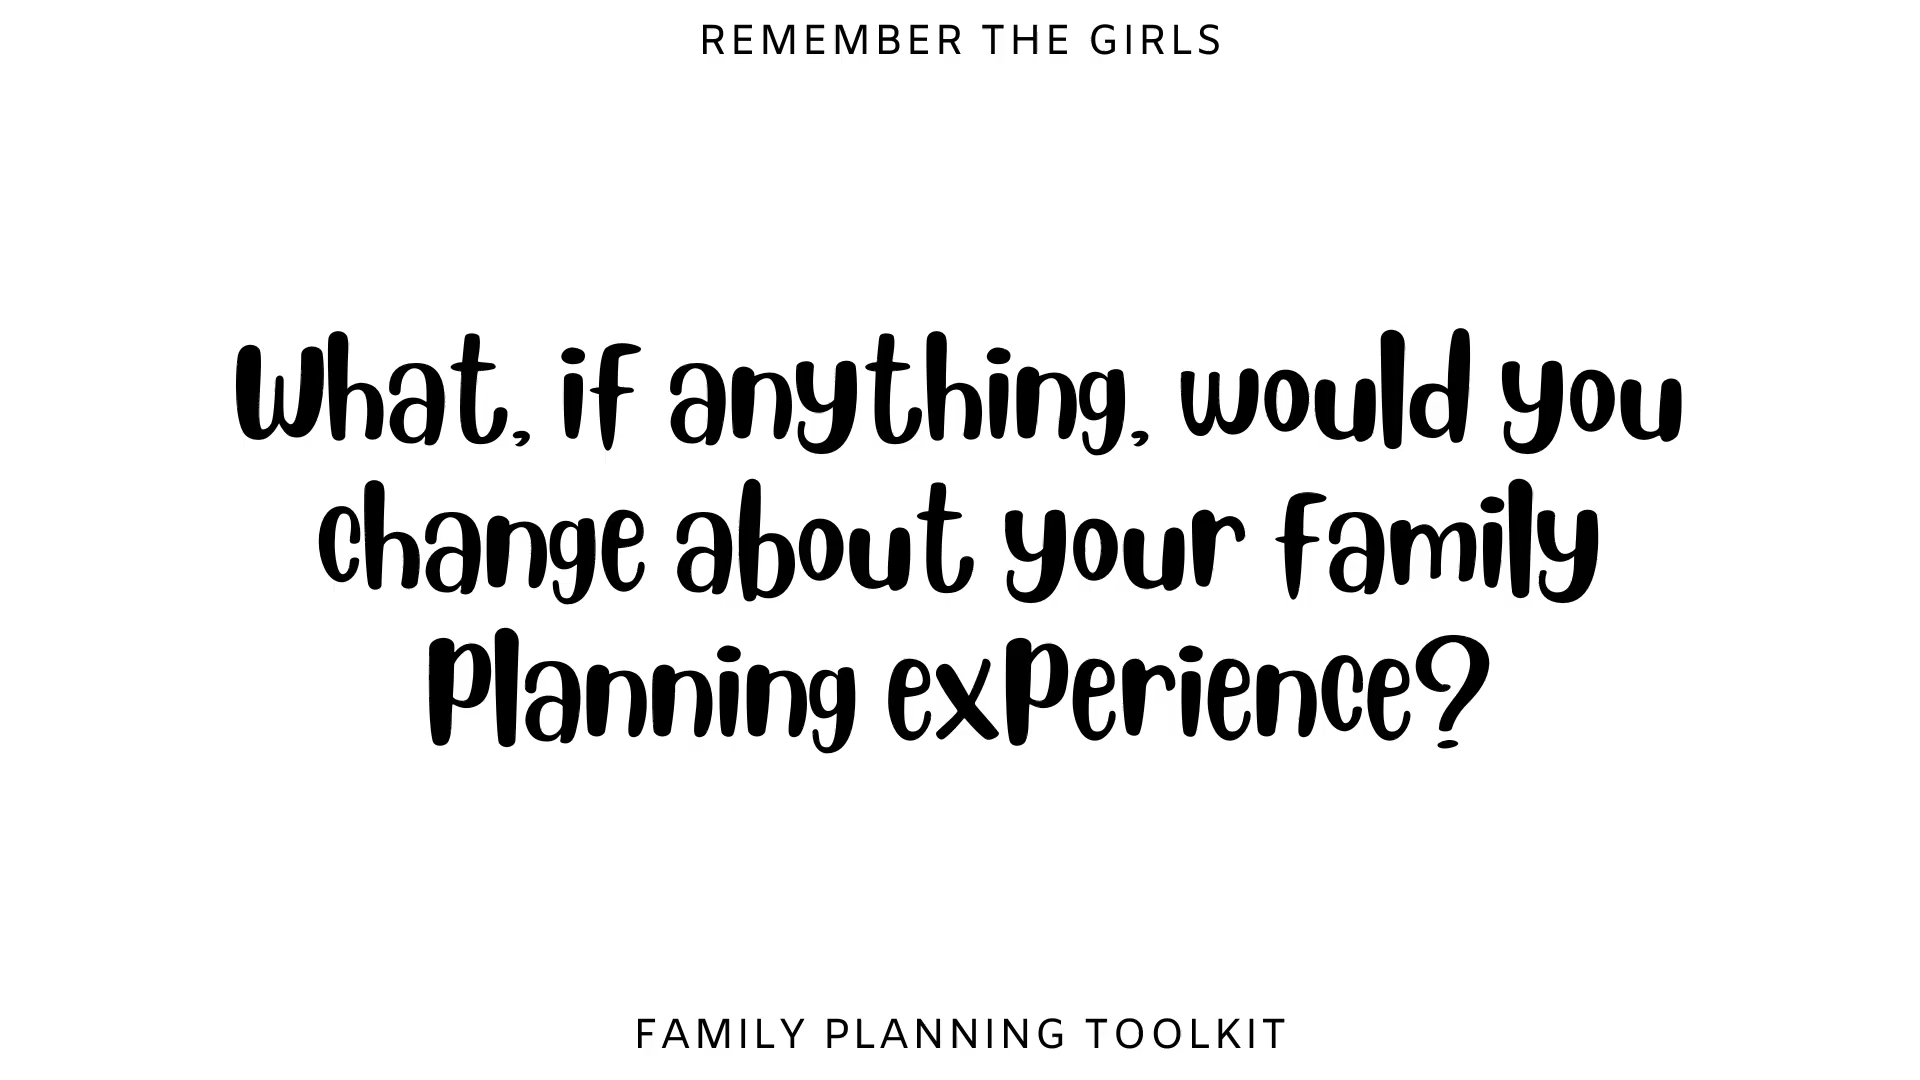 REMEMBER THE GIRLS
What, if anything, would you
change about your family
planning experience?
FAMILY PLANNING TOOLKIT